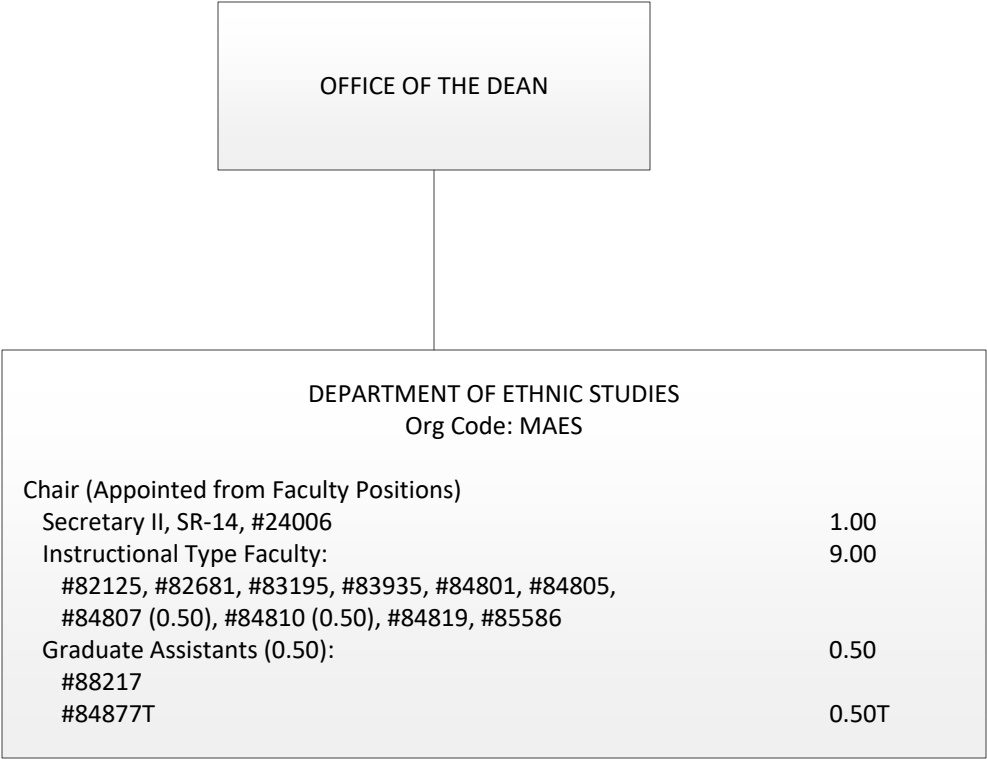 OFFICE OF THE DEAN
DEPARTMENT OF ETHNIC STUDIES
Org Code: MAES
Chair (Appointed from Faculty Positions)
Secretary II, SR-14, #24006 1.00
Instructional Type Faculty: 9.00
#82125, #82681, #83195, #83935, #84801, #84805,
#84807 (0.50), #84810 (0.50), #84819, #85586
Graduate Assistants (0.50): 0.50
#88217
#84877T 0.50T